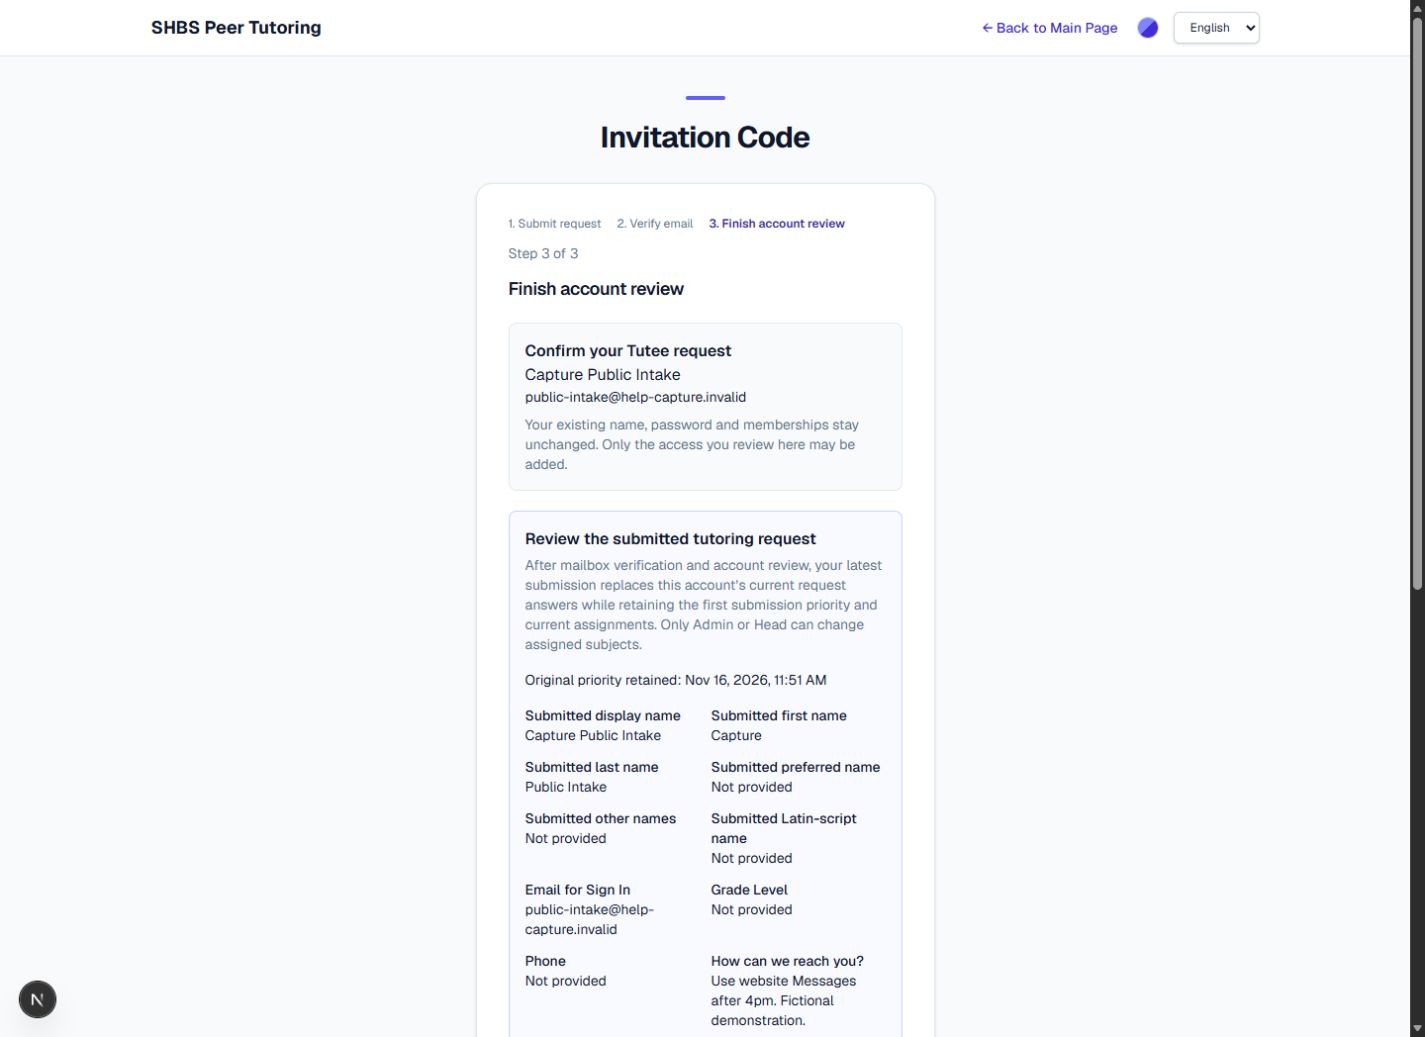 SHBS Peer Tutoring
← Back to Main Page
English
Invitation Code
1. Submit request 2. Verify email 3. Finish account review
Step 3 of 3
Finish account review
Confirm your Tutee request
Capture Public Intake
public-intake@help-capture.invalid
Your existing name, password and memberships stay
unchanged. Only the access you review here may be
added.
Review the submitted tutoring request
After mailbox verification and account review, your latest
submission replaces this account's current request
answers while retaining the first submission priority and
current assignments. Only Admin or Head can change
assigned subjects.
Original priority retained: Nov 16, 2026, 11:51 AM
Submitted display name
Capture Public Intake
Submitted first name
Capture
Submitted last name
Public Intake
Submitted preferred name
Not provided
Submitted other names
Not provided
Submitted Latin-script
name
Not provided
Email for Sign In
public-intake@help-
capture.invalid
Grade Level
Not provided
Phone
Not provided
How can we reach you?
Use website Messages
after 4pm. Fictional
demonstration.
N